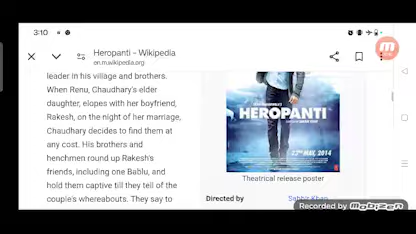 3:10
Heropanti - Wikipedia
en.m.wikipedia.org
leader in his village and brothers.
When Renu, Chaudhary's elder
daughter, elopes with her boyfriend,
Rakesh, on the night of her marriage,
Chaudhary decides to find them at
any cost. His brothers and
henchmen round up Rakesh's
friends, including one Bablu, and
hold them captive till they tell of the
couple's whereabouts. They say to
HEROPANTI
23RD MAY, 2014
Theatrical release poster
Directed by
Sabbir Khan
Recorded by MOBIZEN